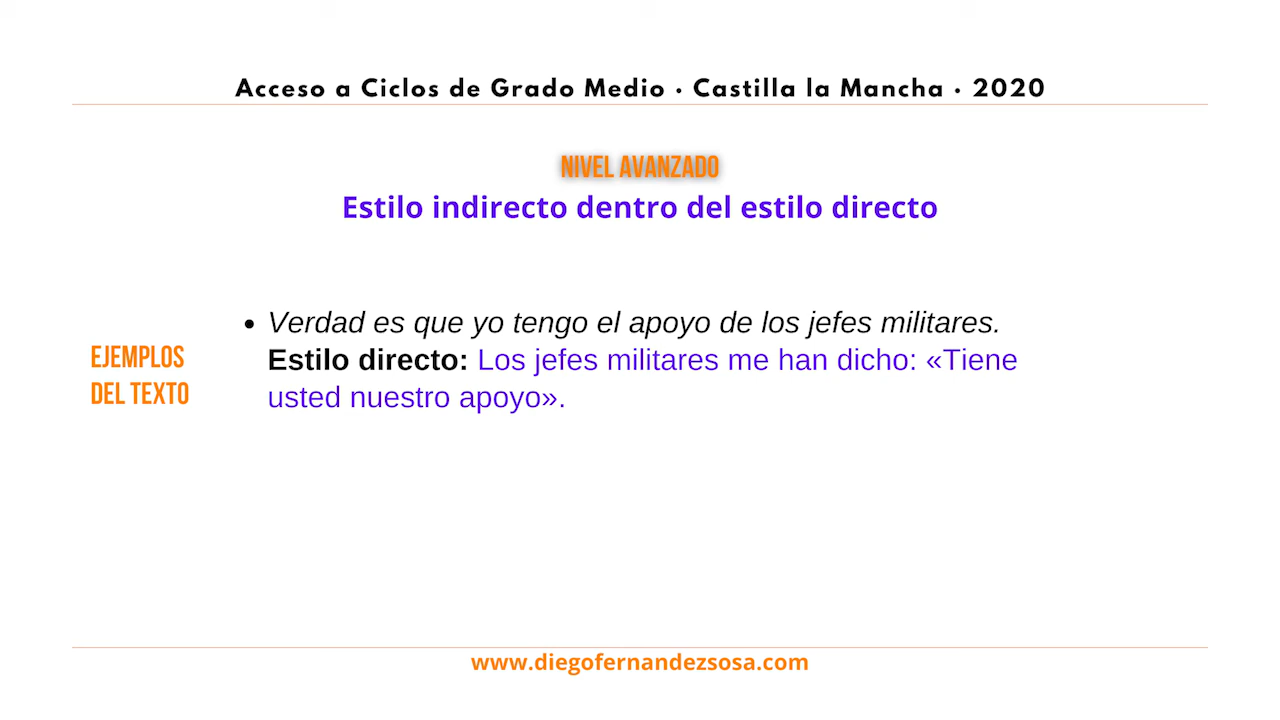 Acceso a Ciclos de Grado Medio · Castilla la Mancha · 2020
NIVEL AVANZADO
Estilo indirecto dentro del estilo directo
EJEMPLOS
DEL TEXTO
• Verdad es que yo tengo el apoyo de los jefes militares.
Estilo directo: Los jefes militares me han dicho: «Tiene
usted nuestro apoyo».
www.diegofernandezsosa.com